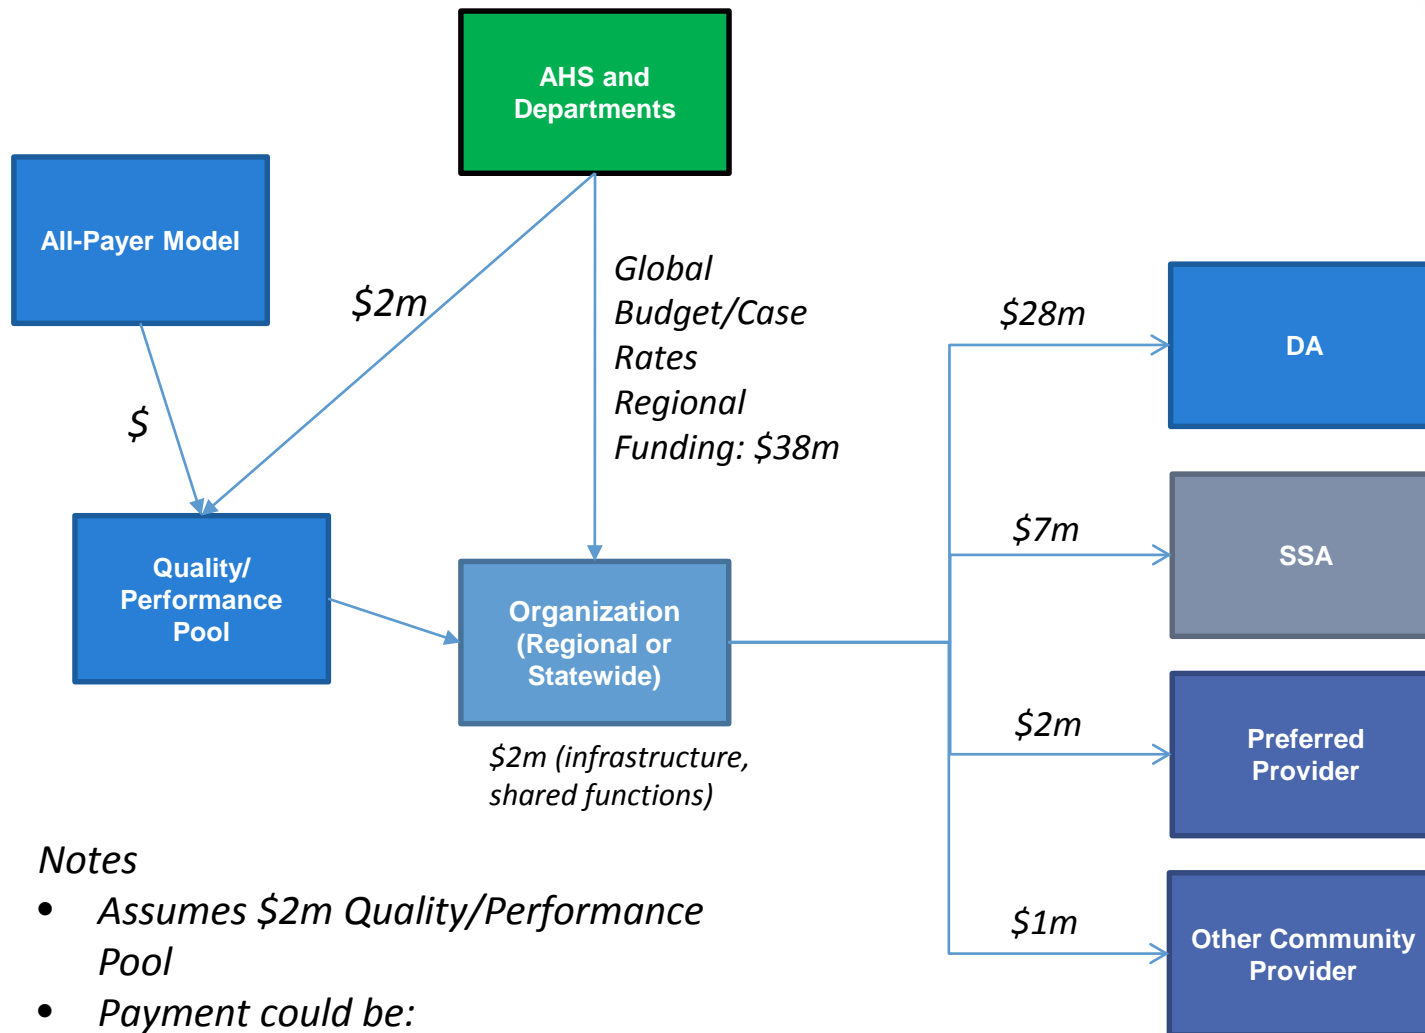 AHS and
Departments
All-Payer Model
$2m
$
Global
Budget/Case
Rates
Regional
Funding: $38m
$28m
DA
$7m
SSA
Quality/
Performance
Pool
Organization
(Regional or
Statewide)
$2m (infrastructure,
shared functions)
$2m
Preferred
Provider
$1m
Other Community
Provider
Notes
• Assumes $2m Quality/Performance
Pool
• Payment could be: